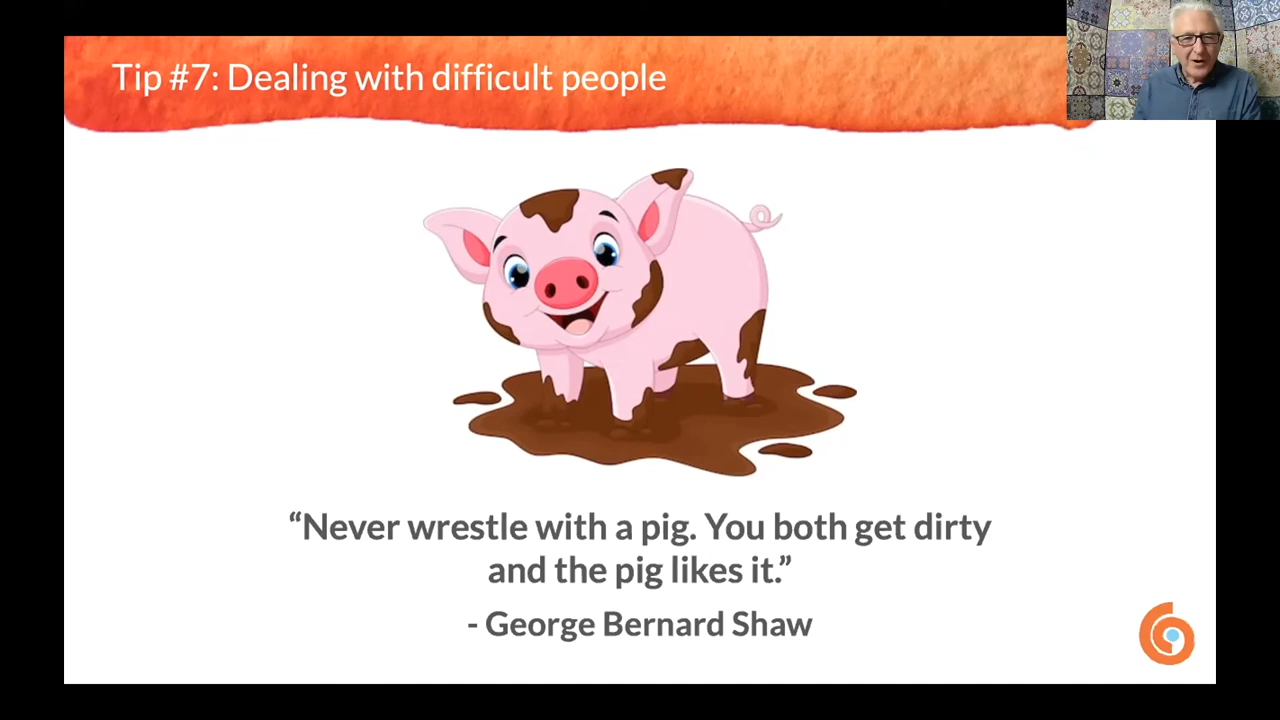 Tip #7: Dealing with difficult people
“Never wrestle with a pig. You both get dirty
and the pig likes it.”
- George Bernard Shaw